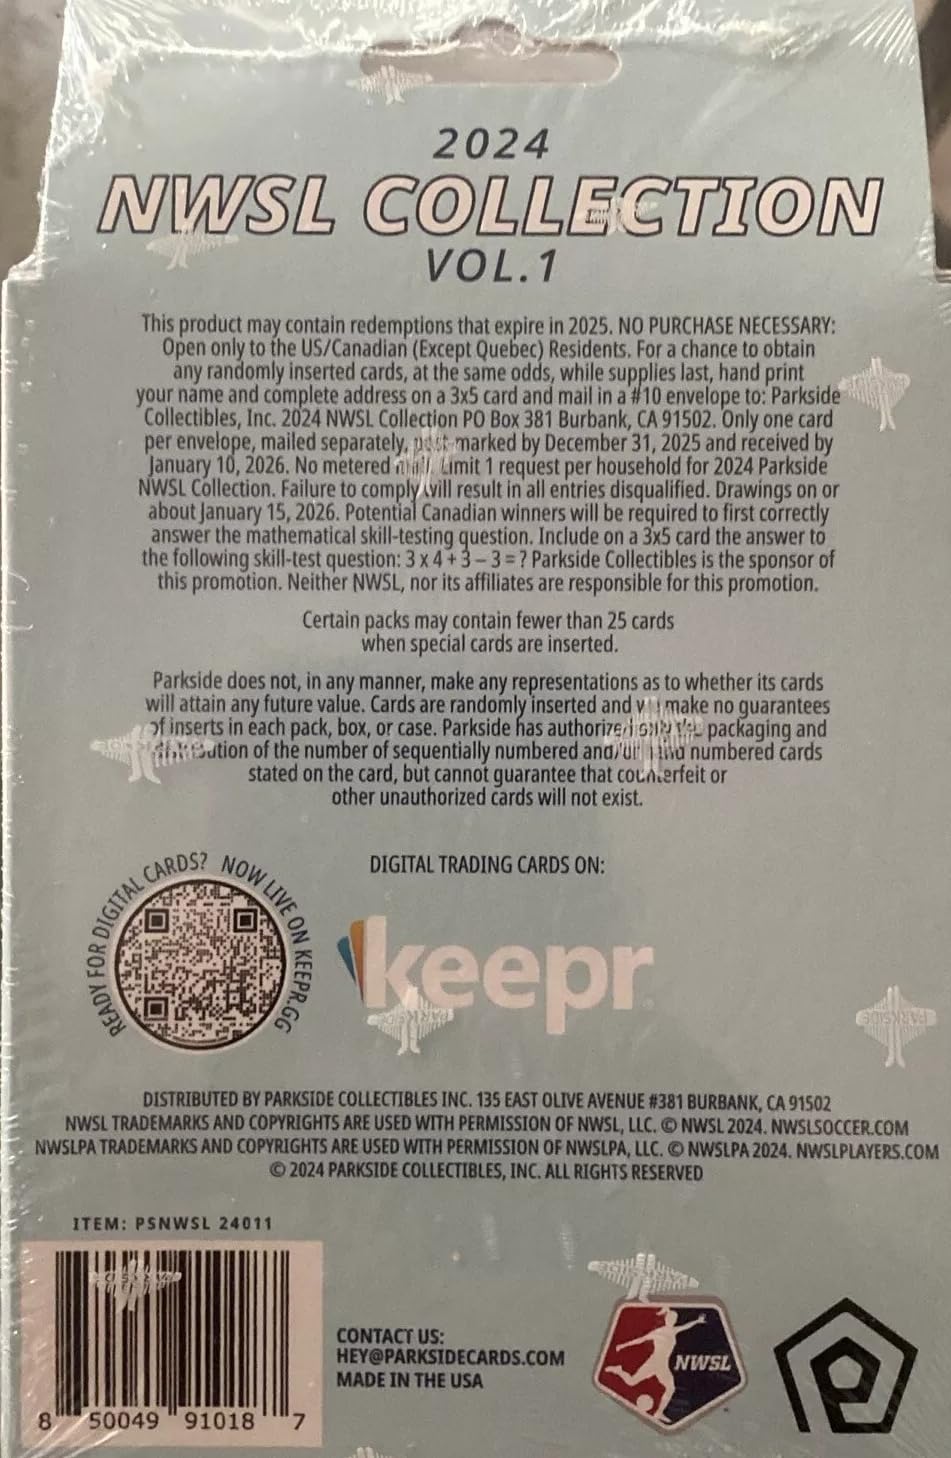 2024
NWSL COLLECTION
VOL.1
This product may contain redemptions that expire in 2025. NO PURCHASE NECESSARY:
Open only to the US/Canadian (Except Quebec) Residents. For a chance to obtain
any randomly inserted cards, at the same odds, while supplies last, hand print
your name and complete address on a 3x5 card and mail in a #10 envelope to: Parkside
Collectibles, Inc. 2024 NWSL Collection PO Box 381 Burbank, CA 91502. Only one card
per envelope, mailed separately, post-marked by December 31, 2025 and received by
January 10, 2026. No metered mail. Limit 1 request per household for 2024 Parkside
NWSL Collection. Failure to comply will result in all entries disqualified. Drawings on or
about January 15, 2026. Potential Canadian winners will be required to first correctly
answer the mathematical skill-testing question. Include on a 3x5 card the answer to
the following skill-test question: 3 x 4 + 3 – 3 = ? Parkside Collectibles is the sponsor of
this promotion. Neither NWSL, nor its affiliates are responsible for this promotion.
Certain packs may contain fewer than 25 cards
when special cards are inserted.
Parkside does not, in any manner, make any representations as to whether its cards
will attain any future value. Cards are randomly inserted and we make no guarantees
of inserts in each pack, box, or case. Parkside has authorized only the packaging and
distribution of the number of sequentially numbered and/or numbered cards
stated on the card, but cannot guarantee that counterfeit or
other unauthorized cards will not exist.
READY FOR DIGITAL CARDS? NOW LIVE ON KEEPR.GG
DIGITAL TRADING CARDS ON:
keepr
DISTRIBUTED BY PARKSIDE COLLECTIBLES INC. 135 EAST OLIVE AVENUE #381 BURBANK, CA 91502
NWSL TRADEMARKS AND COPYRIGHTS ARE USED WITH PERMISSION OF NWSL, LLC. © NWSL 2024. NWSLSOCCER.COM
NWSLPA TRADEMARKS AND COPYRIGHTS ARE USED WITH PERMISSION OF NWSLPA, LLC. © NWSLPA 2024. NWSLPLAYERS.COM
© 2024 PARKSIDE COLLECTIBLES, INC. ALL RIGHTS RESERVED
ITEM: PSNWSL 24011
8 50049 91018 7
CONTACT US:
HEY@PARKSIDECARDS.COM
MADE IN THE USA
NWSL